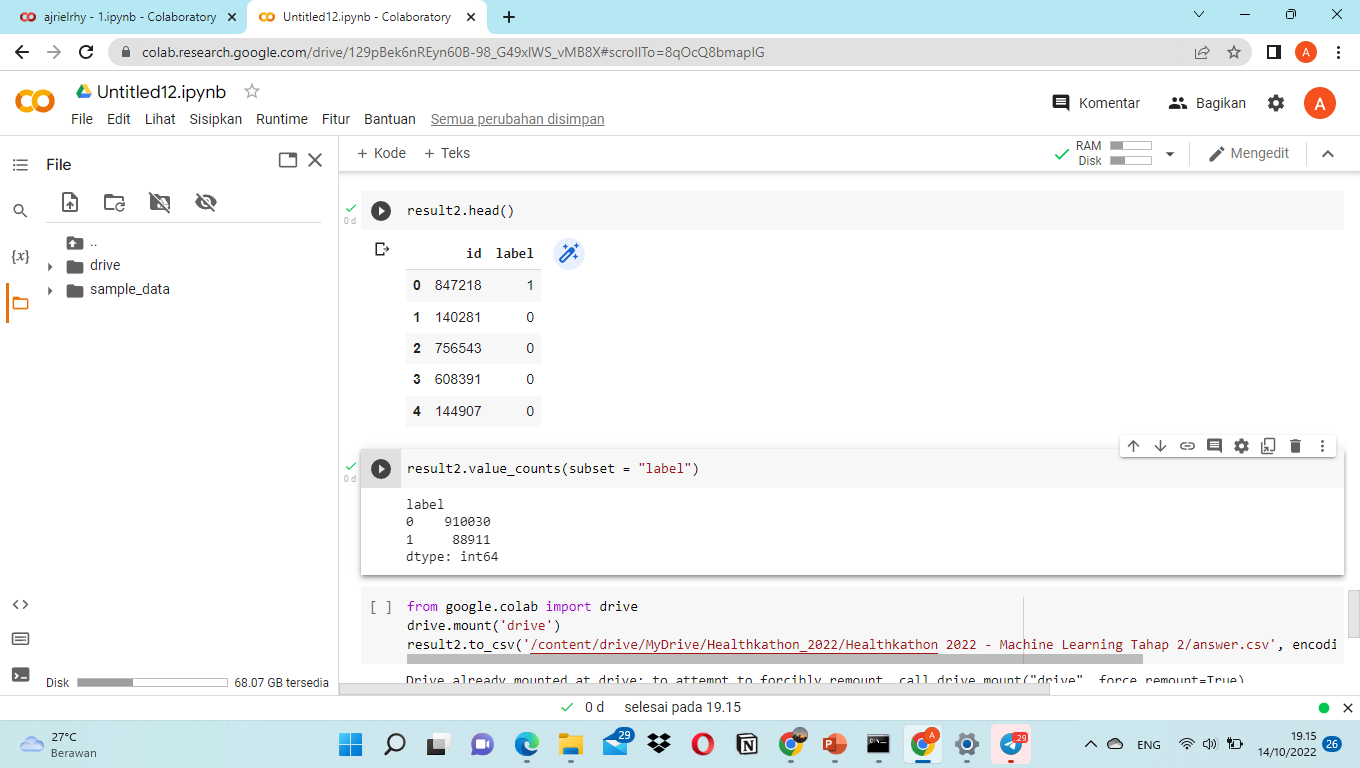 ajrielrhy - 1.ipynb - Colaboratory
Untitled12.ipynb - Colaboratory
colab.research.google.com/drive/129pBek6nREyn60B-98_G49xIWS_vMB8X#scrollTo=8qOcQ8bmapIG
A
Untitled12.ipynb
File Edit Lihat Sisipkan Runtime Fitur Bantuan Semua perubahan disimpan
Komentar
Bagikan
A
File
+ Kode + Teks
RAM
Disk
Mengedit
{x}
..
drive
sample_data
Disk 68.07 GB tersedia
0 d
result2.head()
id label
0 847218 1
1 140281 0
2 756543 0
3 608391 0
4 144907 0
0 d
result2.value_counts(subset = "label")
label
0 910030
1 88911
dtype: int64
[ ] from google.colab import drive
drive.mount('drive')
result2.to_csv('/content/drive/MyDrive/Healthkathon_2022/Healthkathon 2022 - Machine Learning Tahap 2/answer.csv', encodi
Drive already mounted at drive; to attempt to forcibly remount, call drive.mount("drive", force_remount=True).
0 d selesai pada 19.15
27°C
Berawan
29
A
29
ENG
19.15
14/10/2022
26